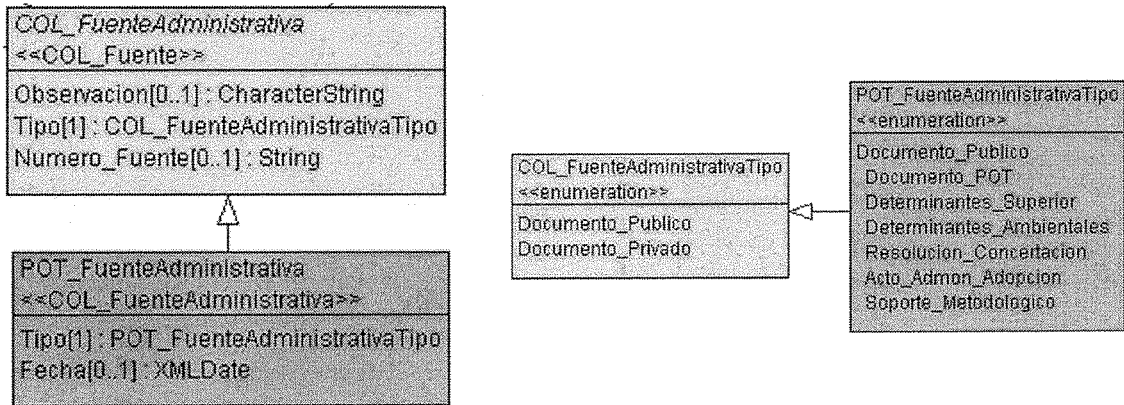 COL_FuenteAdministrativa
<<COL_Fuente>>
Observacion[0..1] : CharacterString
Tipo[1] : COL_FuenteAdministrativaTipo
Numero_Fuente[0..1] : String
POT_FuenteAdministrativa
<<COL_FuenteAdministrativa>>
Tipo[1] : POT_FuenteAdministrativaTipo
Fecha[0..1] : XMLDate
COL_FuenteAdministrativaTipo
<<enumeration>>
Documento_Publico
Documento_Privado
POT_FuenteAdministrativaTipo
<<enumeration>>
Documento_Publico
Documento_POT
Determinantes_Superior
Determinantes_Ambientales
Resolucion_Concertacion
Acto_Admon_Adopcion
Soporte_Metodologico